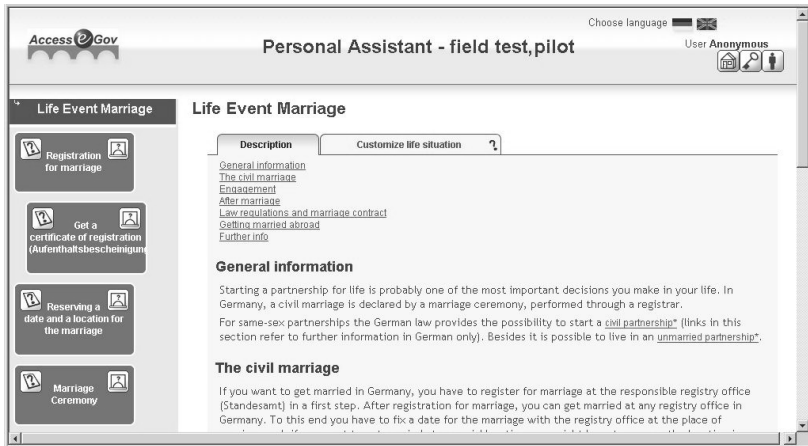 Access eGov
Choose language
Personal Assistant - field test,pilot
User Anonymous
Life Event Marriage
Registration
for marriage
Get a
certificate of registration
(Aufenthaltsbescheinigun
Reserving a
date and a location for
the marriage
Marriage
Ceremony
Life Event Marriage
Description
Customize life situation
?
General information
The civil marriage
Engagement
After marriage
Law regulations and marriage contract
Getting married abroad
Further info
General information
Starting a partnership for life is probably one of the most important decisions you make in your life. In
Germany, a civil marriage is declared by a marriage ceremony, performed through a registrar.
For same-sex partnerships the German law provides the possibility to start a civil partnership* (links in this
section refer to further information in German only). Besides it is possible to live in an unmarried partnership*.
The civil marriage
If you want to get married in Germany, you have to register for marriage at the responsible registry office
(Standesamt) in a first step. After registration for marriage, you can get married at any registry office in
Germany. To this end you have to fix a date for the marriage with the registry office at the place of